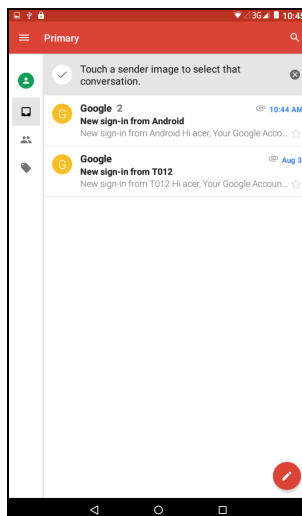 3G 10:45
Primary
Touch a sender image to select that
conversation.
G
Google 2
10:44 AM
New sign-in from Android
New sign-in from Android Hi acer, Your Google Acco...
G
Google
Aug 3
New sign-in from T012
New sign-in from T012 Hi acer, Your Google Accoun...